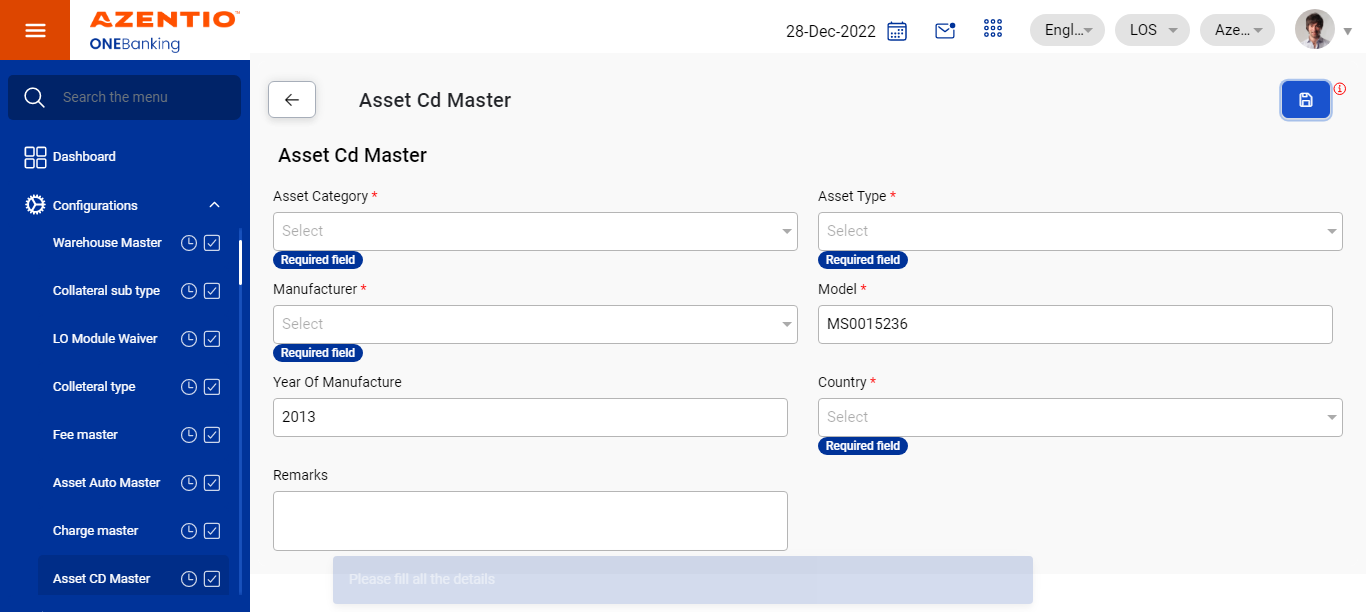 AZENTIO™
ONEBanking
28-Dec-2022
Engl...
LOS
Aze...
Search the menu
Dashboard
Configurations
Warehouse Master
Collateral sub type
LO Module Waiver
Colleteral type
Fee master
Asset Auto Master
Charge master
Asset CD Master
Asset Cd Master
Asset Cd Master
Asset Category *
Select
Required field
Asset Type *
Select
Required field
Manufacturer *
Select
Required field
Model *
MS0015236
Year Of Manufacture
2013
Country *
Select
Required field
Remarks
Please fill all the details